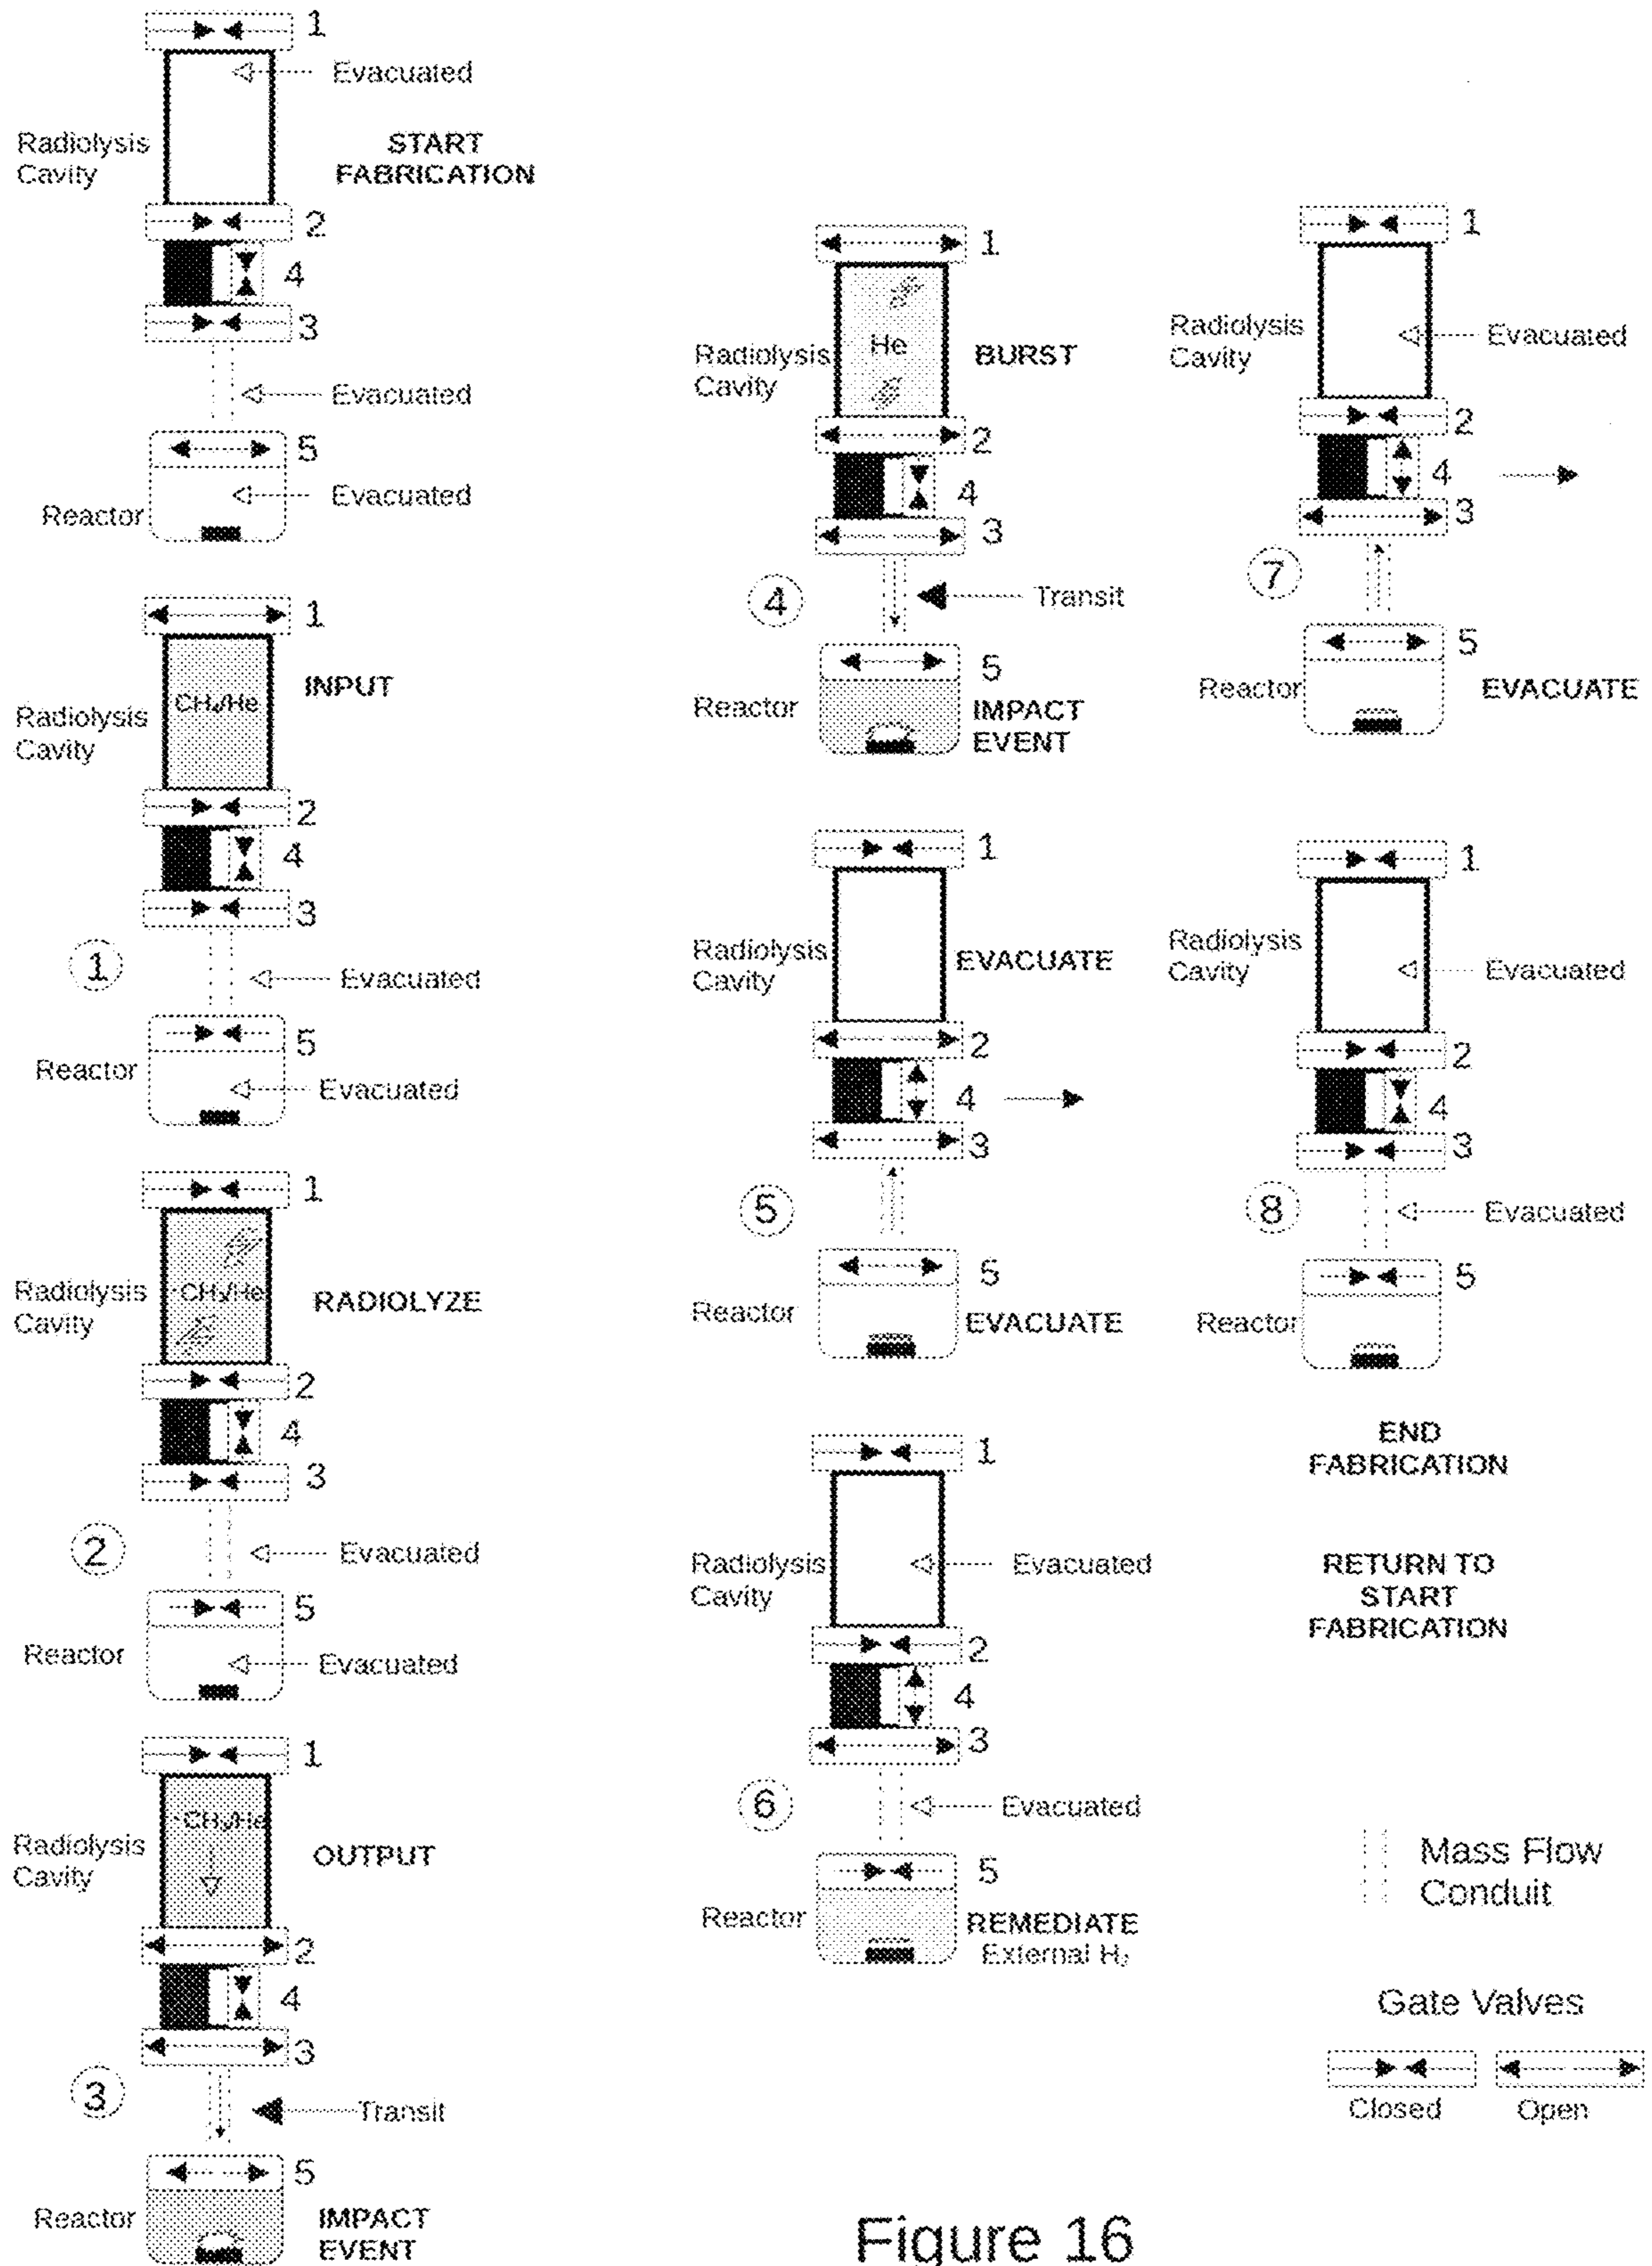 1
Evacuated
Radiolysis
Cavity
START
FABRICATION
2
4
3
Evacuated
5
Evacuated
Reactor
1
INPUT
CH₄/He
Radiolysis
Cavity
2
4
3
①
Evacuated
5
Reactor
Evacuated
1
Radiolysis
Cavity
·CH₃/He
RADIOLYZE
2
4
3
②
Evacuated
5
Reactor
Evacuated
1
·CH₃/He
Radiolysis
Cavity
OUTPUT
2
4
3
③
Transit
5
Reactor
IMPACT
EVENT
1
He
Radiolysis
Cavity
BURST
2
4
3
④
Transit
5
Reactor
IMPACT
EVENT
1
Radiolysis
Cavity
EVACUATE
2
4
3
⑤
5
Reactor
EVACUATE
1
Radiolysis
Cavity
Evacuated
2
4
3
⑥
Evacuated
5
Reactor
REMEDIATE
External H₂
1
Radiolysis
Cavity
Evacuated
2
4
3
⑦
5
Reactor
EVACUATE
1
Radiolysis
Cavity
Evacuated
2
4
3
⑧
Evacuated
5
Reactor
END
FABRICATION
RETURN TO
START
FABRICATION
Mass Flow
Conduit
Gate Valves
Closed
Open
Figure 16